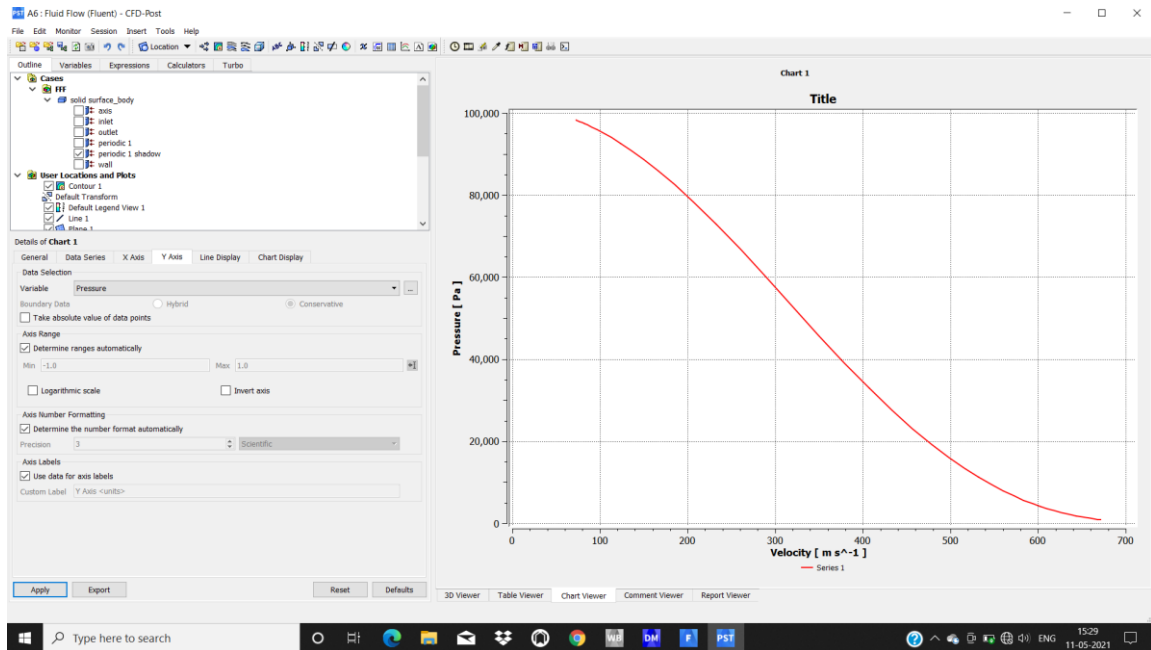 PST A6 : Fluid Flow (Fluent) - CFD-Post
File Edit Monitor Session Insert Tools Help
Location
Outline Variables Expressions Calculators Turbo
Cases
FFF
solid surface_body
axis
inlet
outlet
periodic 1
periodic 1 shadow
wall
User Locations and Plots
Contour 1
Default Transform
Default Legend View 1
Line 1
Plane 1
Details of Chart 1
General Data Series X Axis Y Axis Line Display Chart Display
Data Selection
Variable Pressure ...
Boundary Data Hybrid Conservative
Take absolute value of data points
Axis Range
Determine ranges automatically
Min -1.0 Max 1.0
Logarithmic scale Invert axis
Axis Number Formatting
Determine the number format automatically
Precision 3 Scientific
Axis Labels
Use data for axis labels
Custom Label Y Axis <units>
Apply Export Reset Defaults
Chart 1
Title
100,000
80,000
60,000
40,000
20,000
0
Pressure [ Pa ]
0 100 200 300 400 500 600 700
Velocity [ m s^-1 ]
Series 1
3D Viewer Table Viewer Chart Viewer Comment Viewer Report Viewer
Type here to search
WB DM F PST
ENG
15:29
11-05-2021